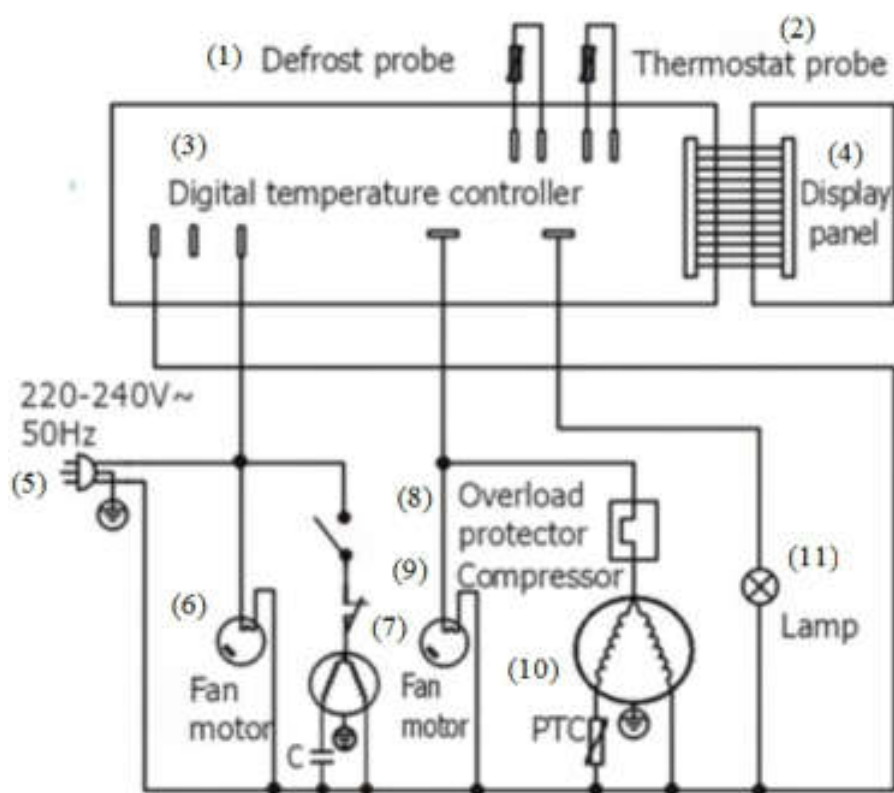 (1) Defrost probe
(2)
Thermostat probe
(3)
Digital temperature controller
(4)
Display
panel
220-240V~
50Hz
(5)
(6)
Fan
motor
(7)
C
(8) Overload
protector
(9) Compressor
Fan
motor
(10)
PTC
(11)
Lamp